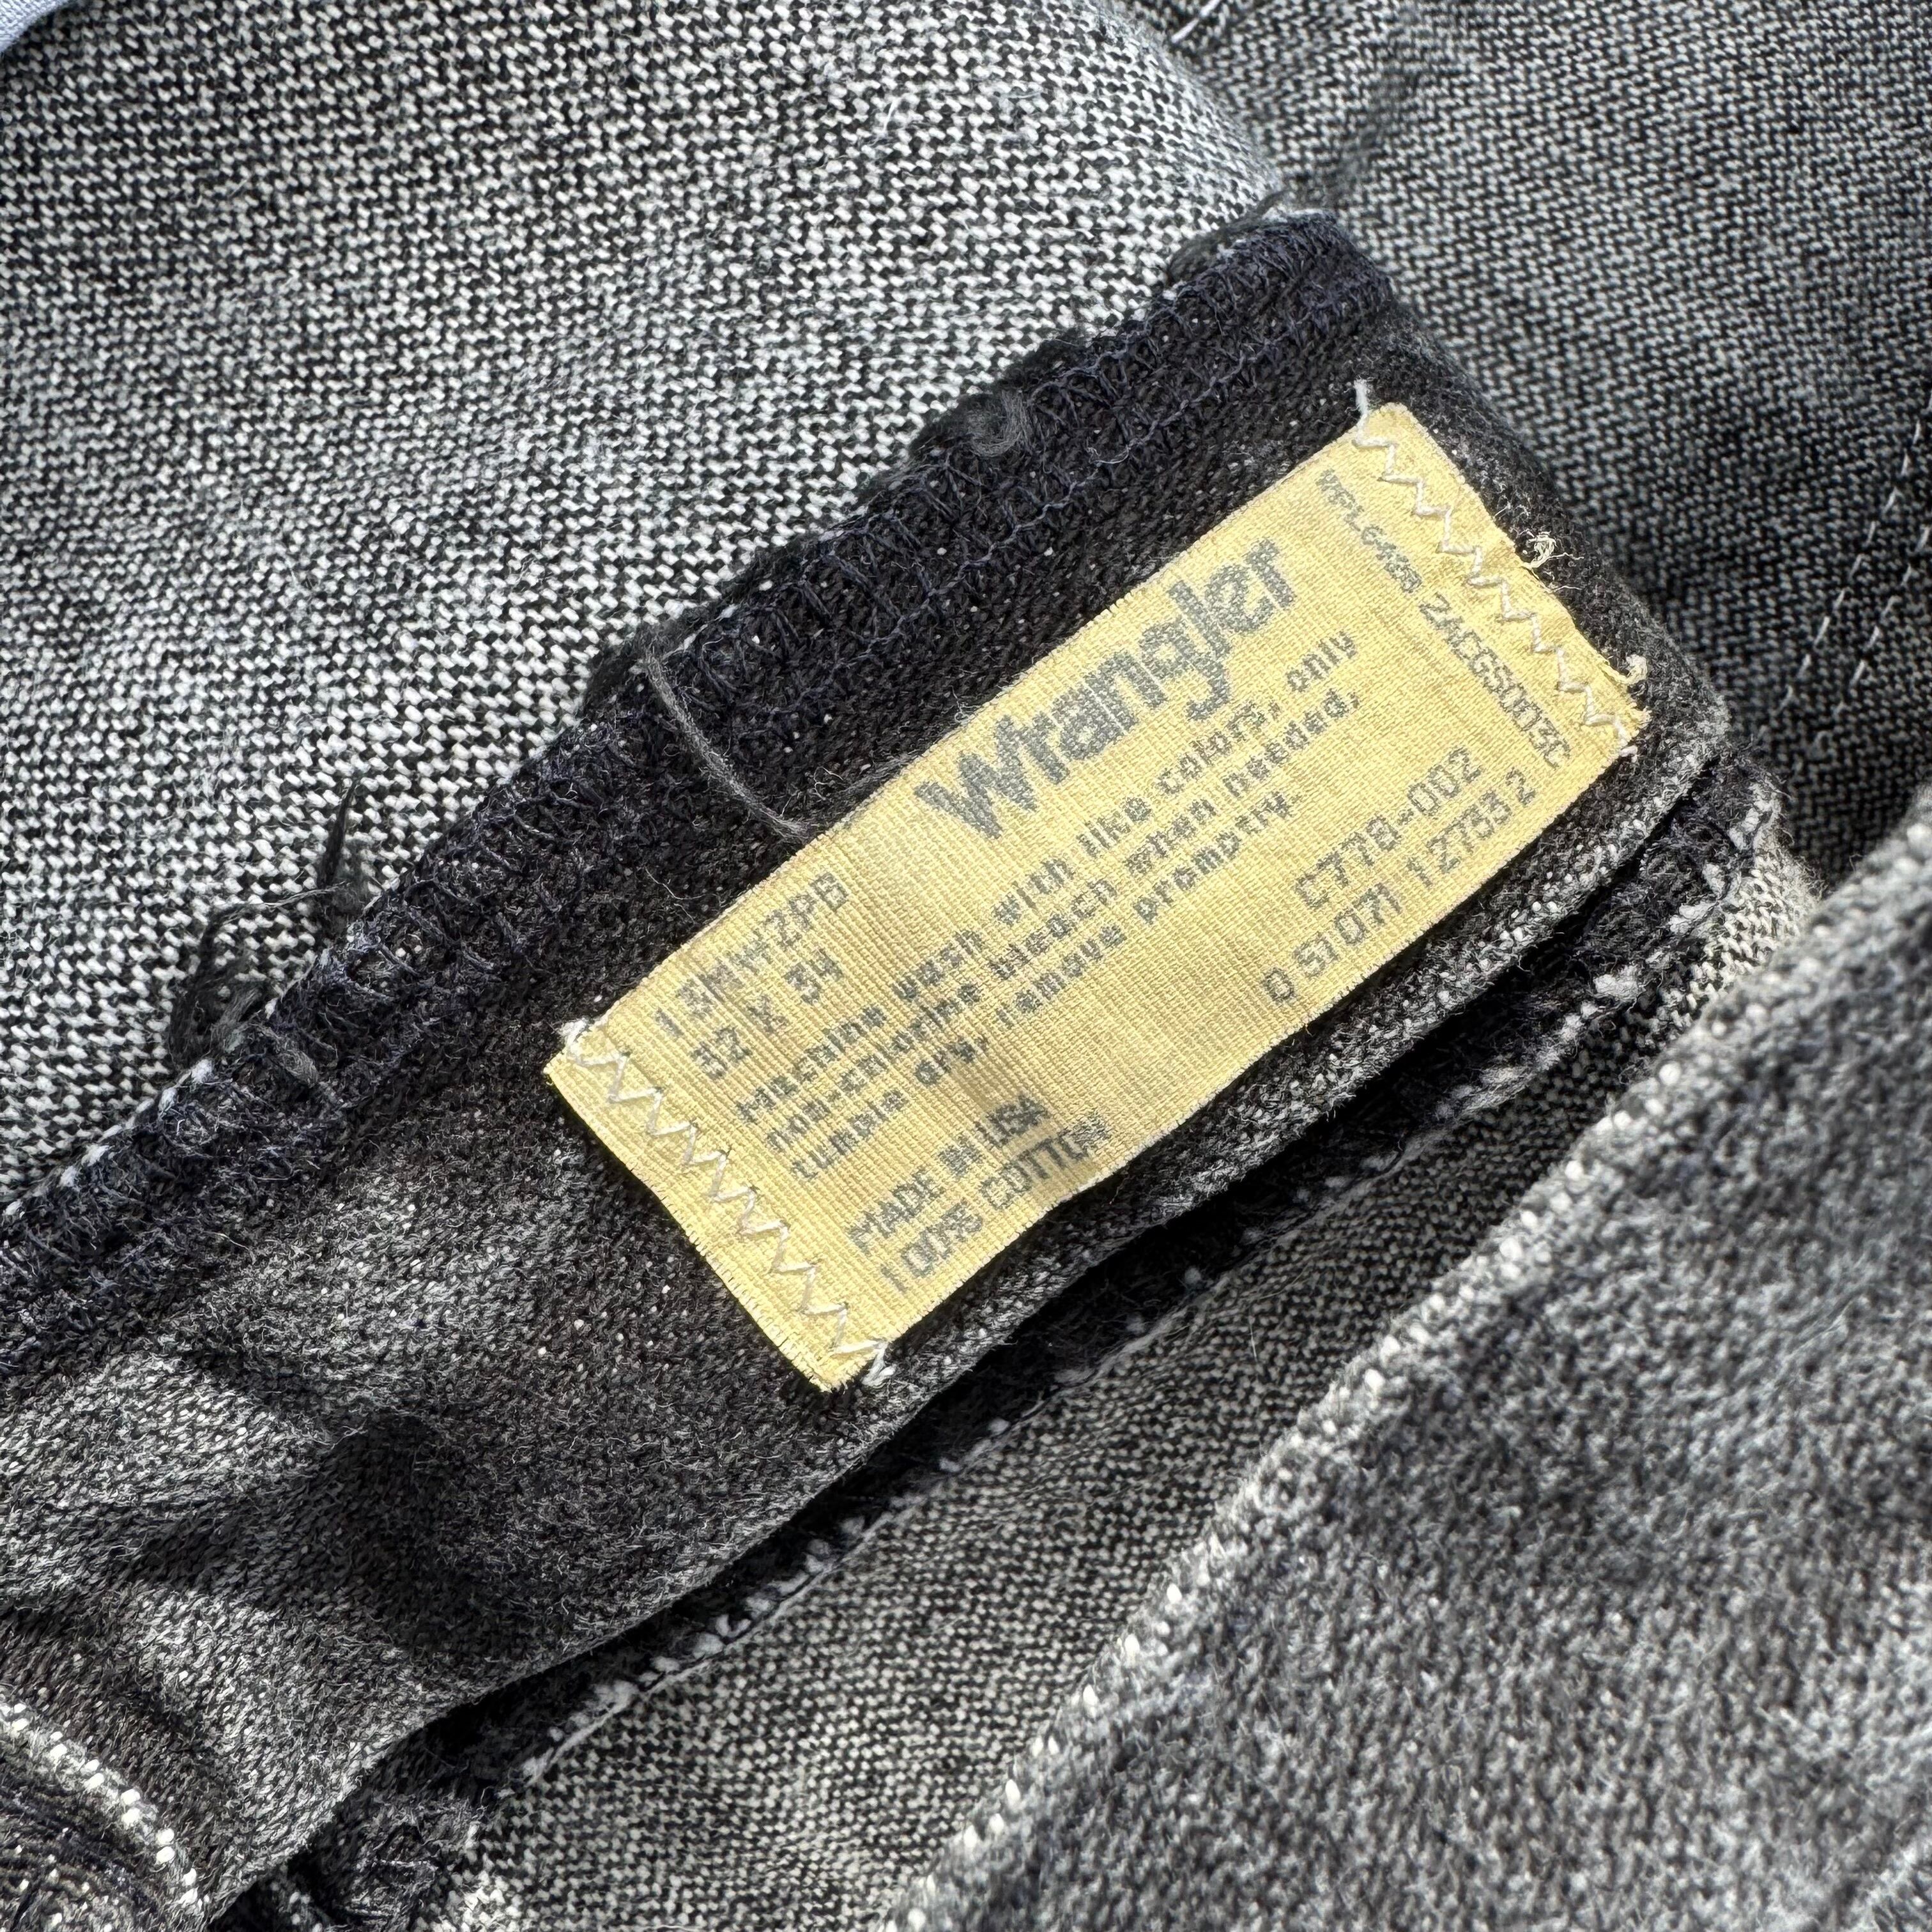 Wrangler
13MWZPB
32 X 34
Machine wash with like colors, only
non-chlorine bleach when needed,
tumble dry, remove promptly.
MADE IN USA
100% COTTON
C778-002
0 51071 12753 2